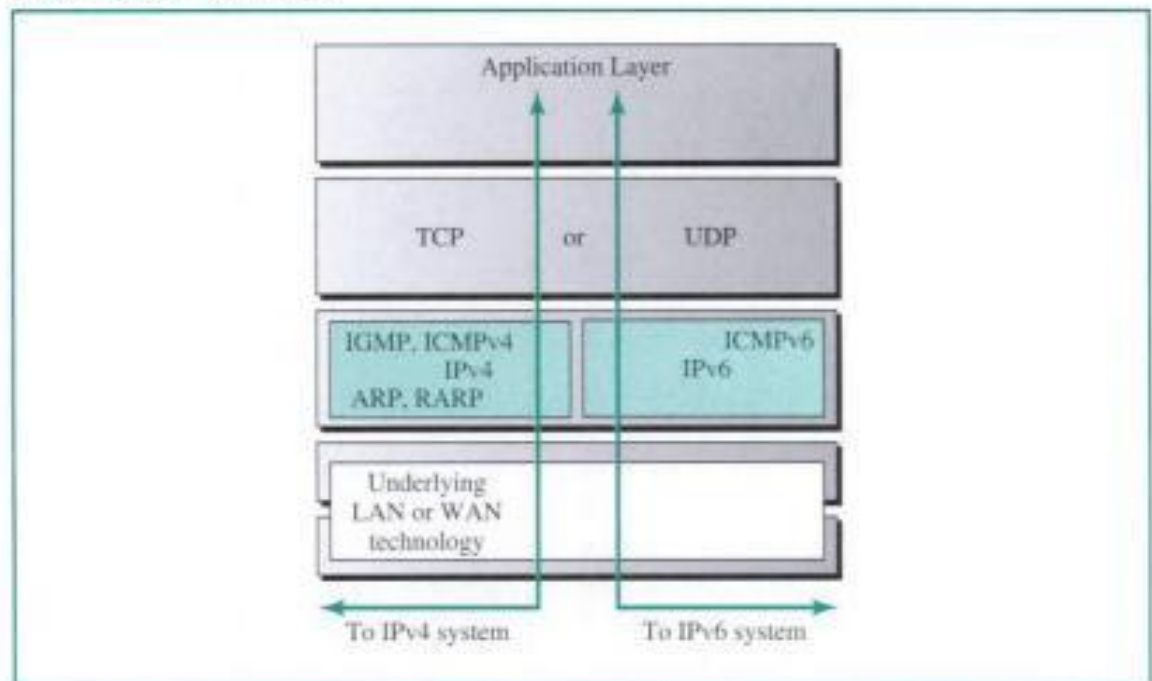 Application Layer
TCP or UDP
IGMP, ICMPv4
IPv4
ARP, RARP
ICMPv6
IPv6
Underlying
LAN or WAN
technology
To IPv4 system
To IPv6 system